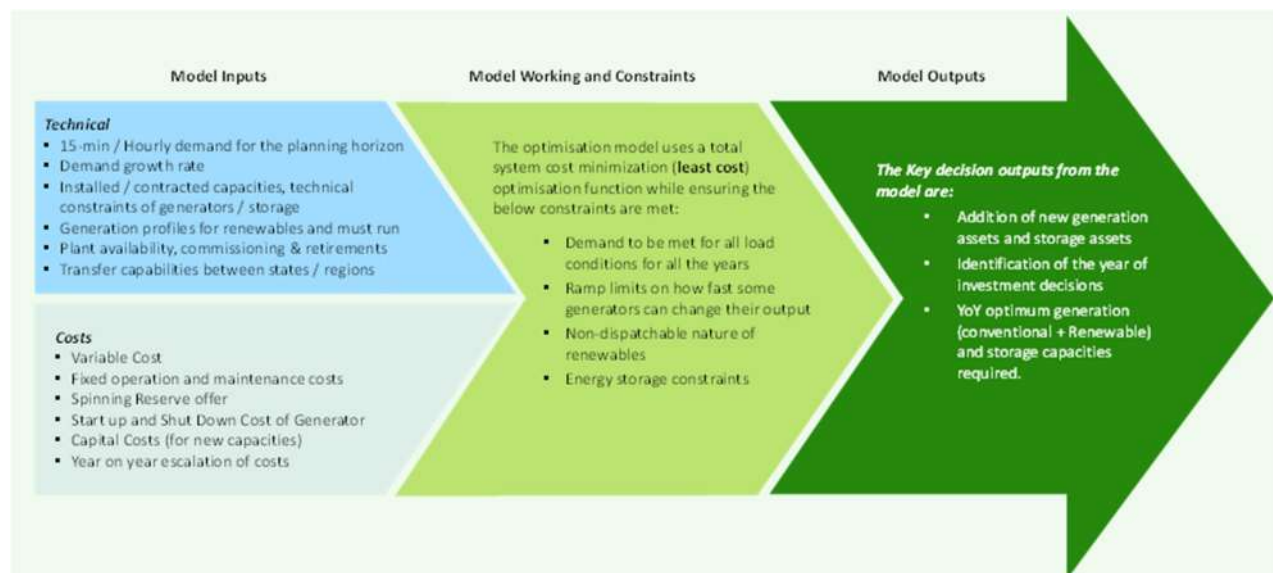 Model Inputs
Model Working and Constraints
Model Outputs
Technical
▪ 15-min / Hourly demand for the planning horizon
▪ Demand growth rate
▪ Installed / contracted capacities, technical
constraints of generators / storage
▪ Generation profiles for renewables and must run
▪ Plant availability, commissioning & retirements
▪ Transfer capabilities between states / regions
Costs
▪ Variable Cost
▪ Fixed operation and maintenance costs
▪ Spinning Reserve offer
▪ Start up and Shut Down Cost of Generator
▪ Capital Costs (for new capacities)
▪ Year on year escalation of costs
The optimisation model uses a total
system cost minimization (least cost)
optimisation function while ensuring the
below constraints are met:
▪ Demand to be met for all load
conditions for all the years
▪ Ramp limits on how fast some
generators can change their output
▪ Non-dispatchable nature of
renewables
▪ Energy storage constraints
The Key decision outputs from the
model are:
▪ Addition of new generation
assets and storage assets
▪ Identification of the year of
investment decisions
▪ YoY optimum generation
(conventional + Renewable)
and storage capacities
required.